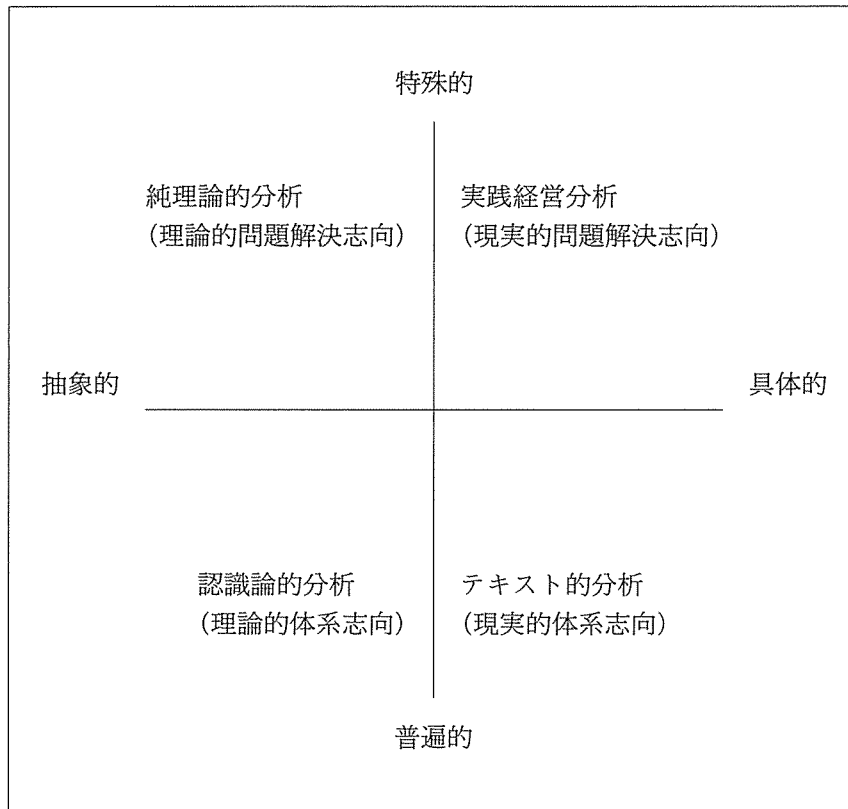 特殊的
純理論的分析
（理論的問題解決志向）
実践経営分析
（現実的問題解決志向）
抽象的
具体的
認識論的分析
（理論的体系志向）
テキスト的分析
（現実的体系志向）
普遍的